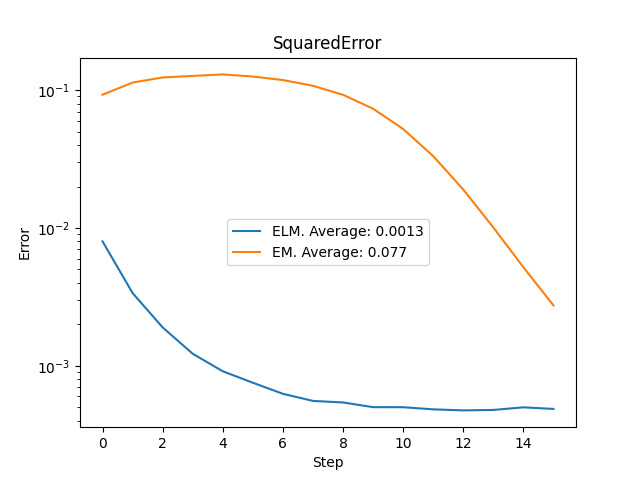 SquaredError
10⁻¹
10⁻²
10⁻³
Error
ELM. Average: 0.0013
EM. Average: 0.077
0 2 4 6 8 10 12 14
Step